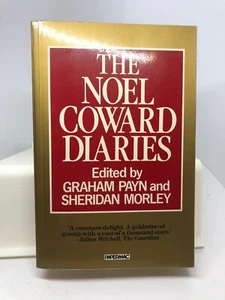 THE
NOEL
COWARD
DIARIES
Edited by
GRAHAM PAYN and
SHERIDAN MORLEY
'A constant delight. A goldmine of
gossip with a cast of a thousand stars.'
Julian Mitchell, The Guardian
PAPERMAC